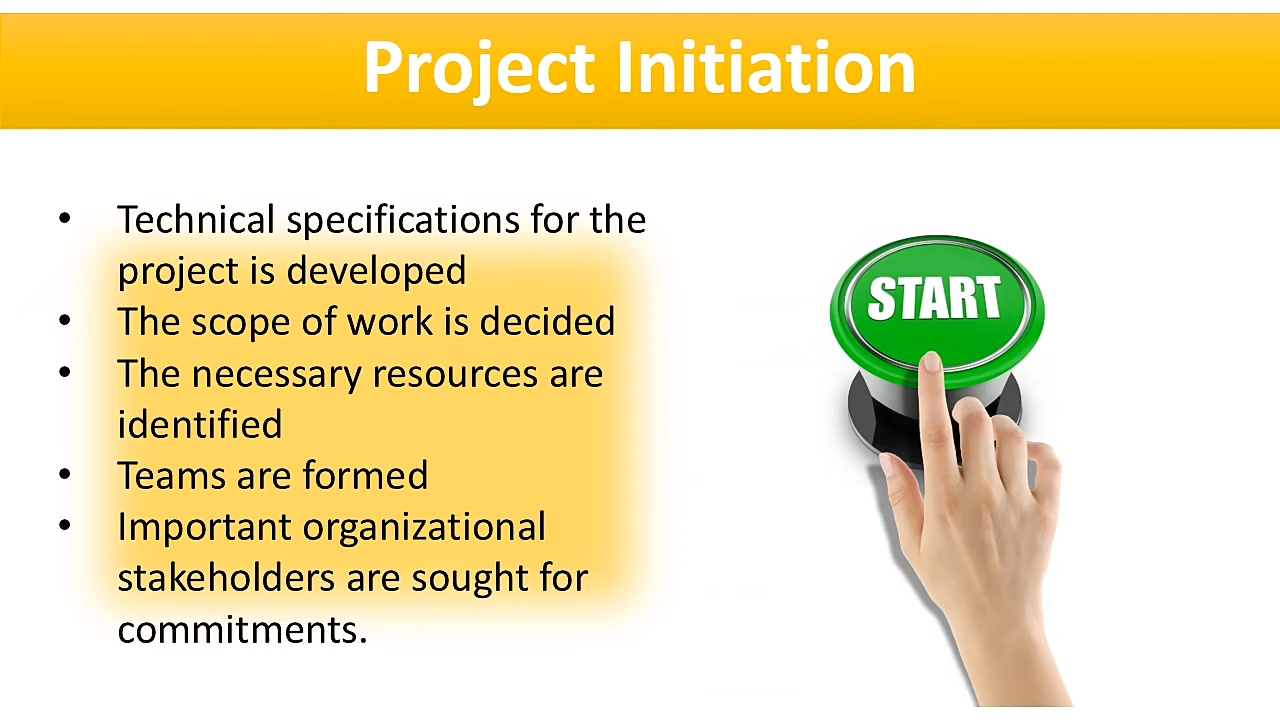 Project Initiation
• Technical specifications for the
project is developed
• The scope of work is decided
• The necessary resources are
identified
• Teams are formed
• Important organizational
stakeholders are sought for
commitments.
START